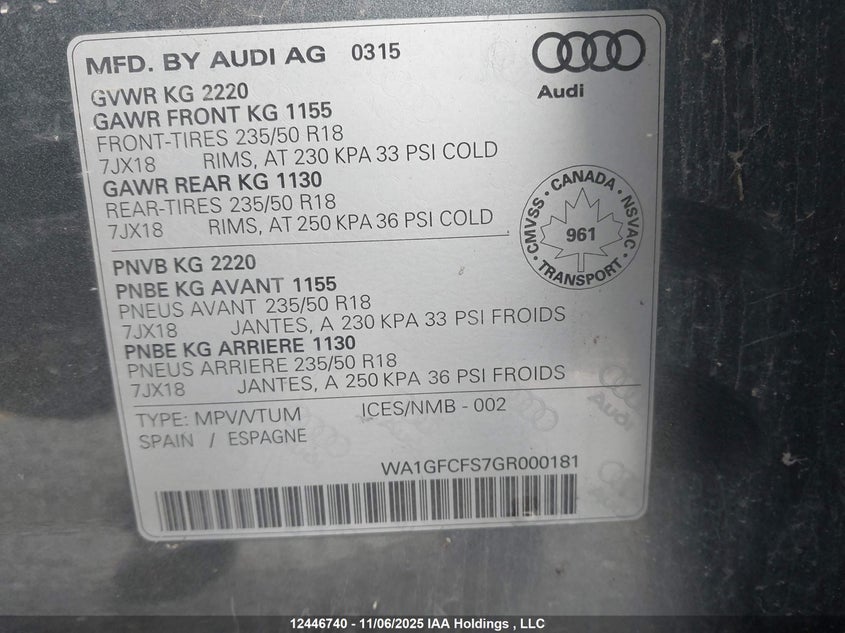 MFD. BY AUDI AG 0315
Audi
GVWR KG 2220
GAWR FRONT KG 1155
FRONT-TIRES 235/50 R18
7JX18 RIMS, AT 230 KPA 33 PSI COLD
GAWR REAR KG 1130
REAR-TIRES 235/50 R18
7JX18 RIMS, AT 250 KPA 36 PSI COLD
CMVSS CANADA NSVAC
961
TRANSPORT
PNVB KG 2220
PNBE KG AVANT 1155
PNEUS AVANT 235/50 R18
7JX18 JANTES, A 230 KPA 33 PSI FROIDS
PNBE KG ARRIERE 1130
PNEUS ARRIERE 235/50 R18
7JX18 JANTES, A 250 KPA 36 PSI FROIDS
TYPE: MPV/VTUM ICES/NMB - 002
SPAIN / ESPAGNE
Audi
WA1GFCFS7GR000181
12446740 - 11/06/2025 IAA Holdings , LLC